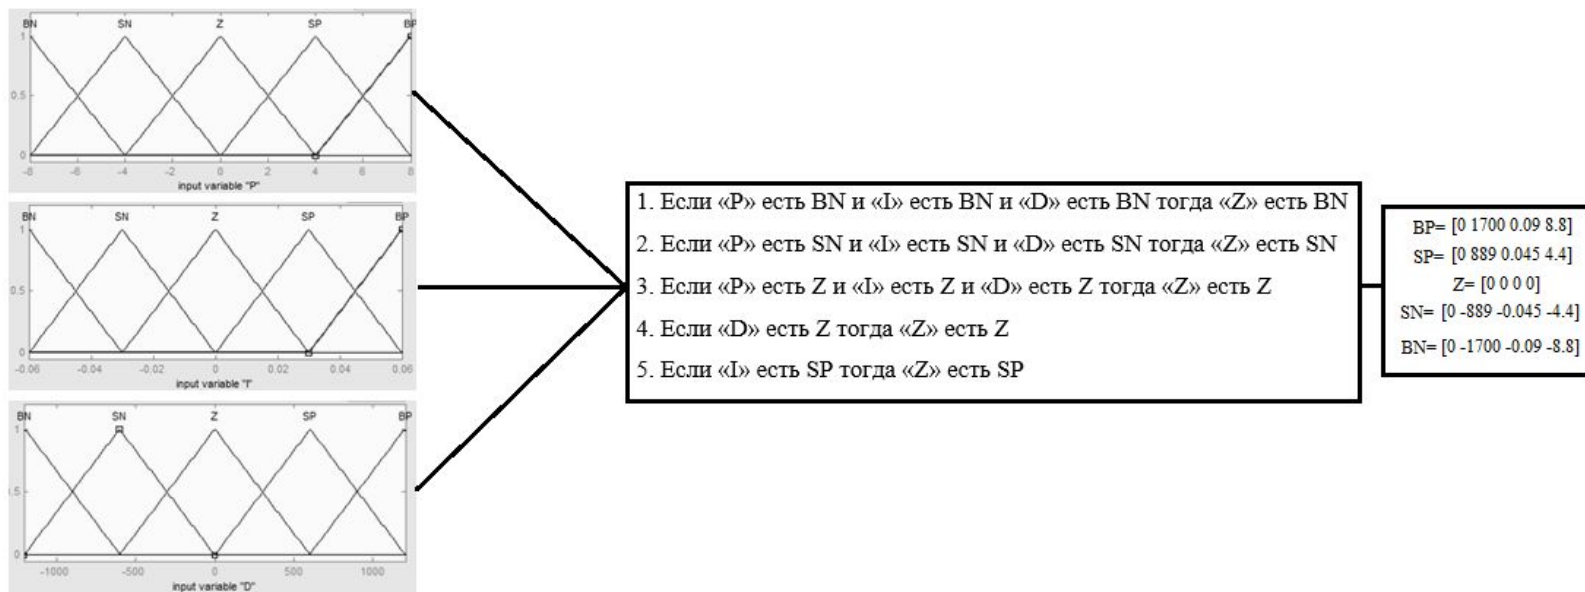 BN SN Z SP BP
1
0.5
0
-8 -6 -4 -2 0 2 4 6 8
input variable "P"
BN SN Z SP BP
1
0.5
0
-0.06 -0.04 -0.02 0 0.02 0.04 0.06
input variable "I"
BN SN Z SP BP
1
0.5
0
-1000 -500 0 500 1000
input variable "D"
1. Если «P» есть BN и «I» есть BN и «D» есть BN тогда «Z» есть BN
2. Если «P» есть SN и «I» есть SN и «D» есть SN тогда «Z» есть SN
3. Если «P» есть Z и «I» есть Z и «D» есть Z тогда «Z» есть Z
4. Если «D» есть Z тогда «Z» есть Z
5. Если «I» есть SP тогда «Z» есть SP
BP= [0 1700 0.09 8.8]
SP= [0 889 0.045 4.4]
Z= [0 0 0 0]
SN= [0 -889 -0.045 -4.4]
BN= [0 -1700 -0.09 -8.8]